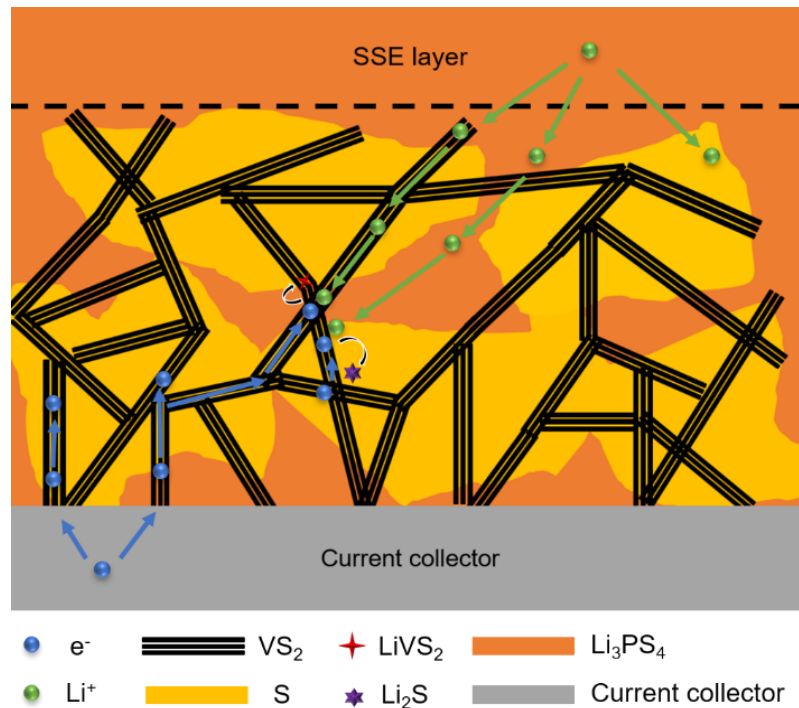 SSE layer
Current collector
e⁻ VS₂ LiVS₂ Li₃PS₄
Li⁺ S Li₂S Current collector